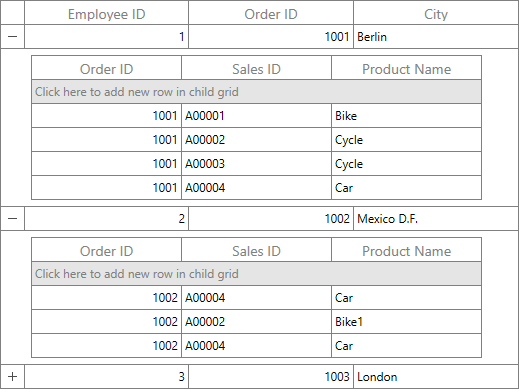 Employee ID Order ID City
1 1001 Berlin
Order ID Sales ID Product Name
Click here to add new row in child grid
1001 A00001 Bike
1001 A00002 Cycle
1001 A00003 Cycle
1001 A00004 Car
2 1002 Mexico D.F.
Order ID Sales ID Product Name
Click here to add new row in child grid
1002 A00004 Car
1002 A00002 Bike1
1002 A00004 Car
3 1003 London